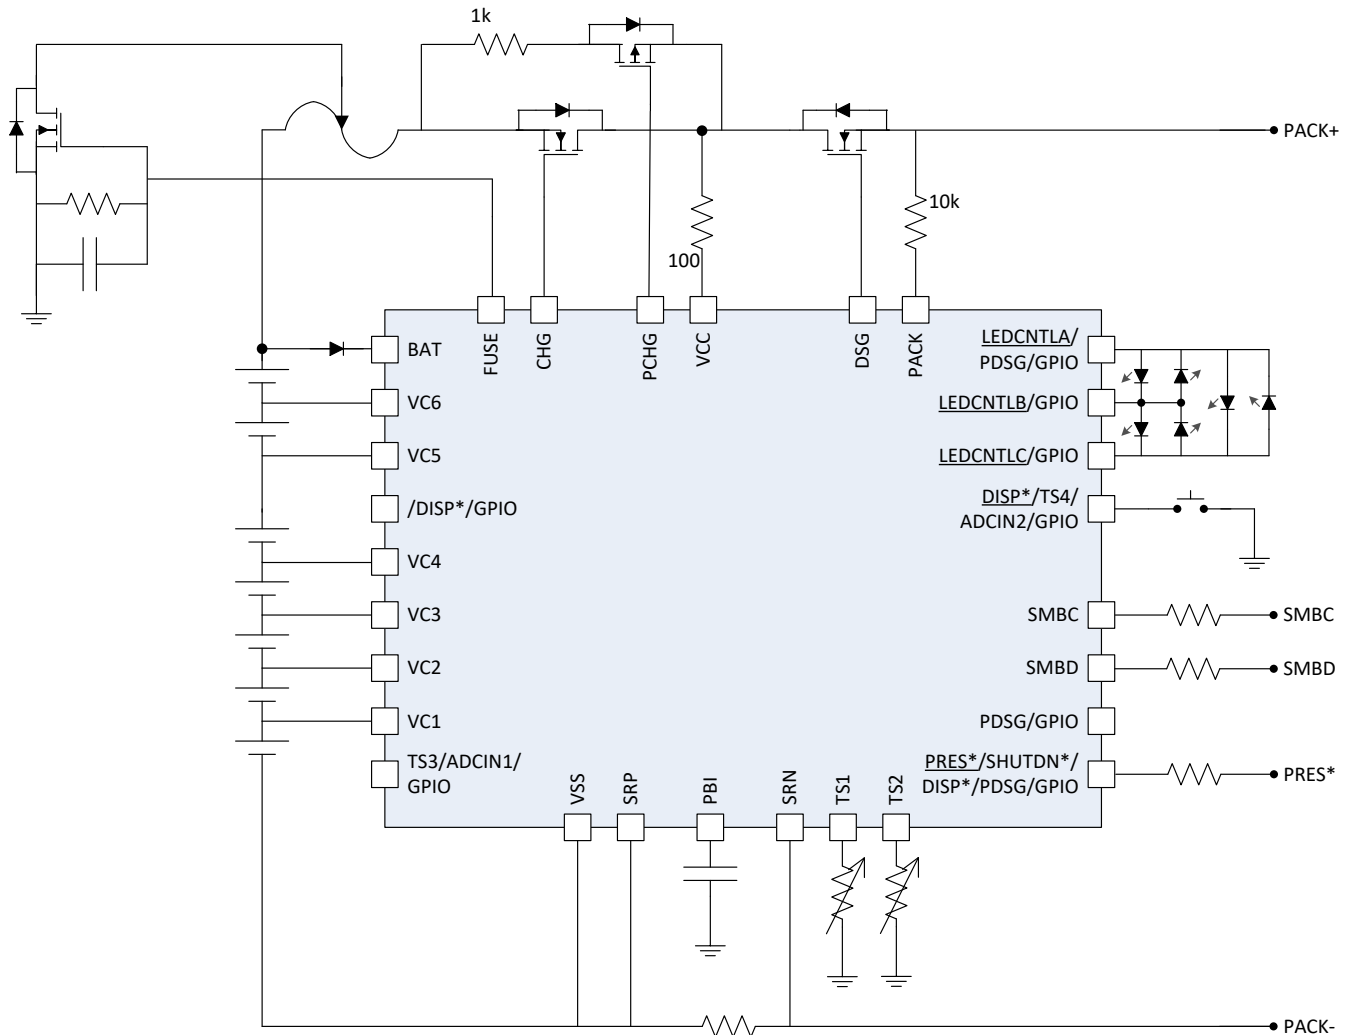 1k
PACK+
10k
100
FUSE
CHG
PCHG
VCC
DSG
PACK
BAT
VC6
VC5
/DISP*/GPIO
VC4
VC3
VC2
VC1
TS3/ADCIN1/
GPIO
LEDCNTLA/
PDSG/GPIO
LEDCNTLB/GPIO
LEDCNTLC/GPIO
DISP*/TS4/
ADCIN2/GPIO
SMBC
SMBC
SMBD
SMBD
PDSG/GPIO
PRES*/SHUTDN*/
DISP*/PDSG/GPIO
PRES*
VSS
SRP
PBI
SRN
TS1
TS2
PACK-